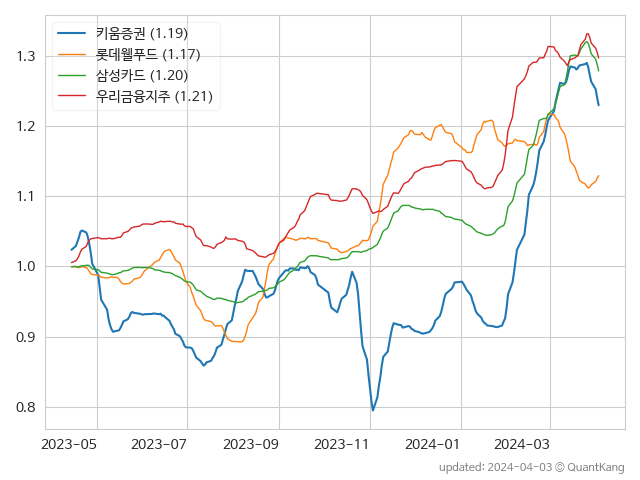 키움증권 (1.19)
롯데웰푸드 (1.17)
삼성카드 (1.20)
우리금융지주 (1.21)
1.3
1.2
1.1
1.0
0.9
0.8
2023-05 2023-07 2023-09 2023-11 2024-01 2024-03
updated: 2024-04-03 © QuantKang